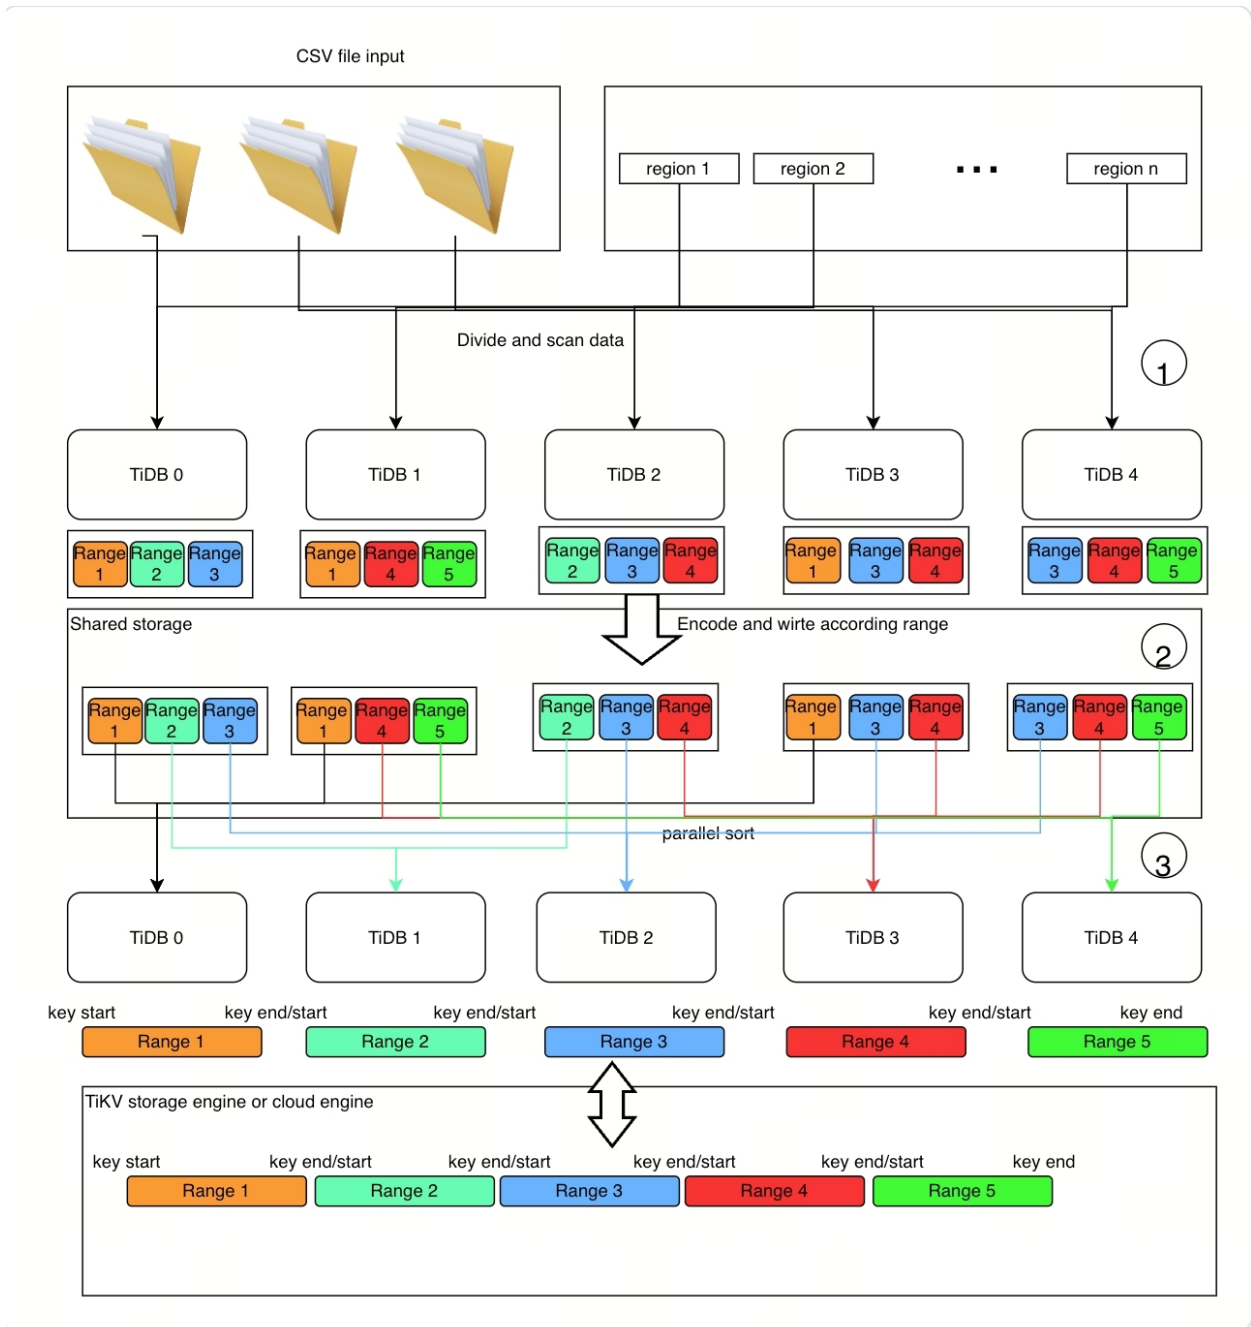 CSV file input
region 1
region 2
...
region n
Divide and scan data
1
TiDB 0
TiDB 1
TiDB 2
TiDB 3
TiDB 4
Range
1
Range
2
Range
3
Range
1
Range
4
Range
5
Range
2
Range
3
Range
4
Range
1
Range
3
Range
4
Range
3
Range
4
Range
5
Shared storage
Encode and wirte according range
2
Range
1
Range
2
Range
3
Range
1
Range
4
Range
5
Range
2
Range
3
Range
4
Range
1
Range
3
Range
4
Range
3
Range
4
Range
5
parallel sort
3
TiDB 0
TiDB 1
TiDB 2
TiDB 3
TiDB 4
key start
key end/start
key end/start
key end/start
key end/start
key end
Range 1
Range 2
Range 3
Range 4
Range 5
TiKV storage engine or cloud engine
key start
key end/start
key end/start
key end/start
key end/start
key end
Range 1
Range 2
Range 3
Range 4
Range 5